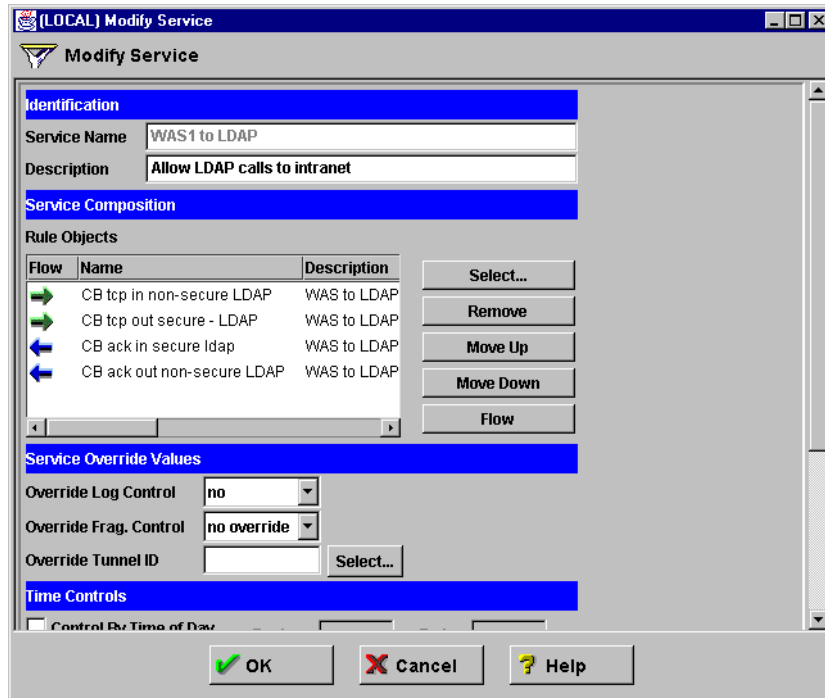 (LOCAL) Modify Service
Modify Service
Identification
Service Name WAS1 to LDAP
Description Allow LDAP calls to intranet
Service Composition
Rule Objects
Flow Name Description
CB tcp in non-secure LDAP WAS to LDAP
CB tcp out secure - LDAP WAS to LDAP
CB ack in secure ldap WAS to LDAP
CB ack out non-secure LDAP WAS to LDAP
Select...
Remove
Move Up
Move Down
Flow
Service Override Values
Override Log Control no
Override Frag. Control no override
Override Tunnel ID Select...
Time Controls
Control By Time of Day
OK Cancel Help